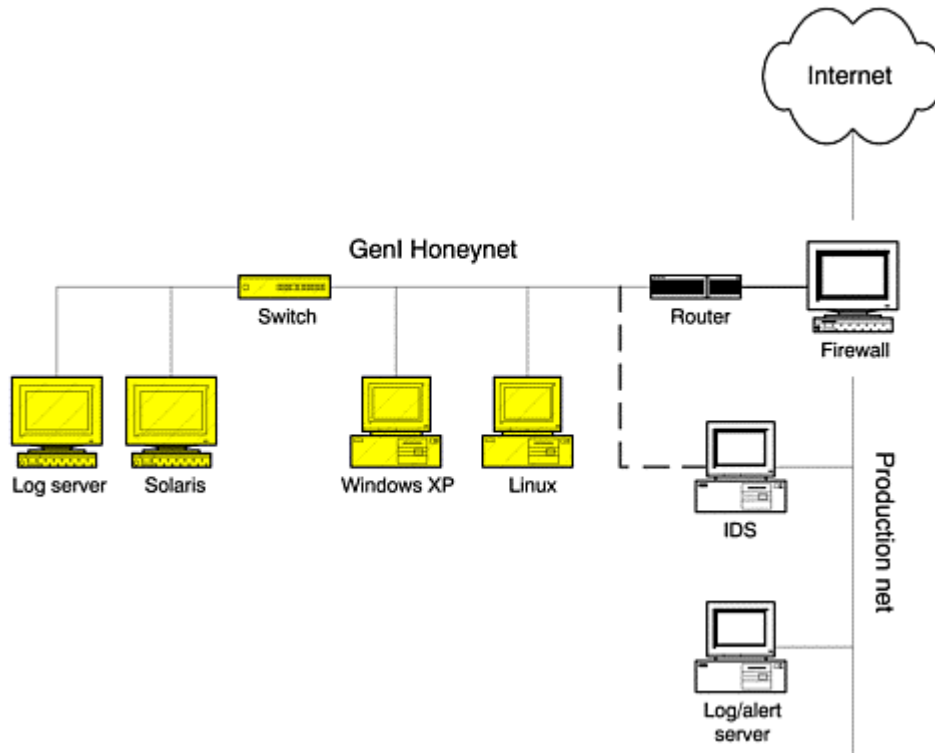 Internet
GenI Honeynet
Switch
Router
Firewall
Log server
Solaris
Windows XP
Linux
IDS
Production net
Log/alert
server